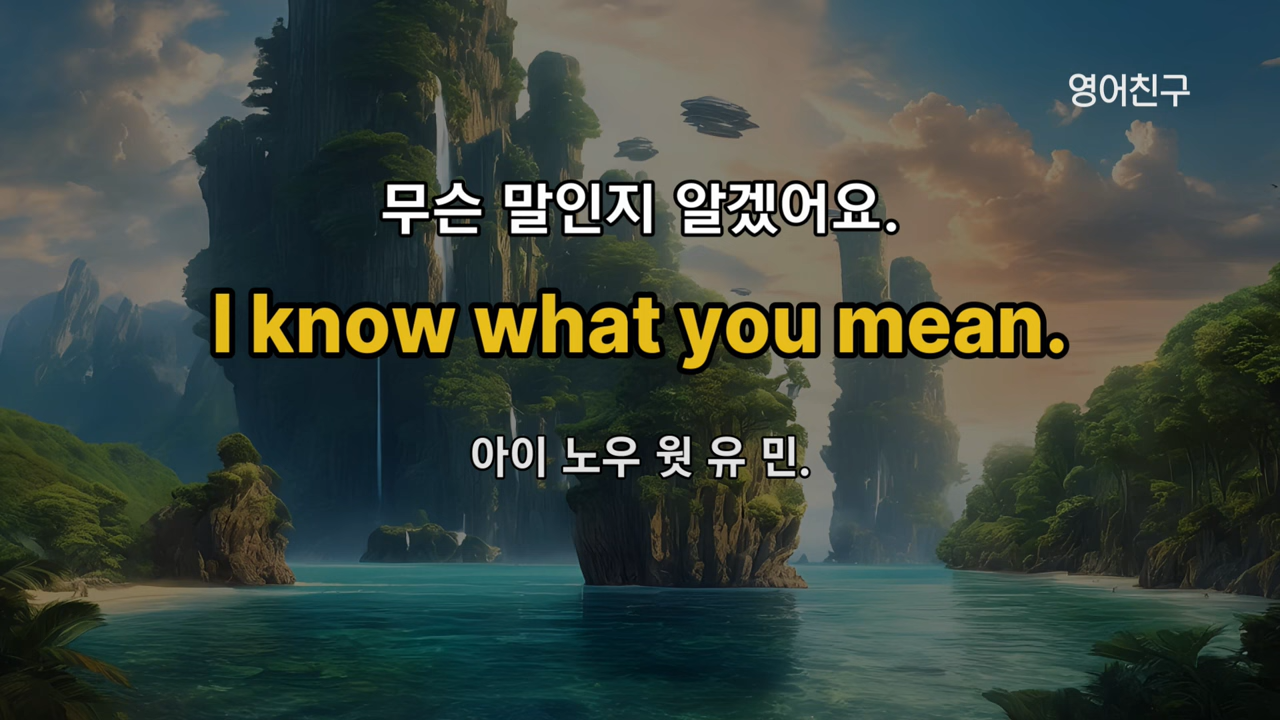 영어친구
무슨 말인지 알겠어요.
I know what you mean.
아이 노우 웟 유 민.